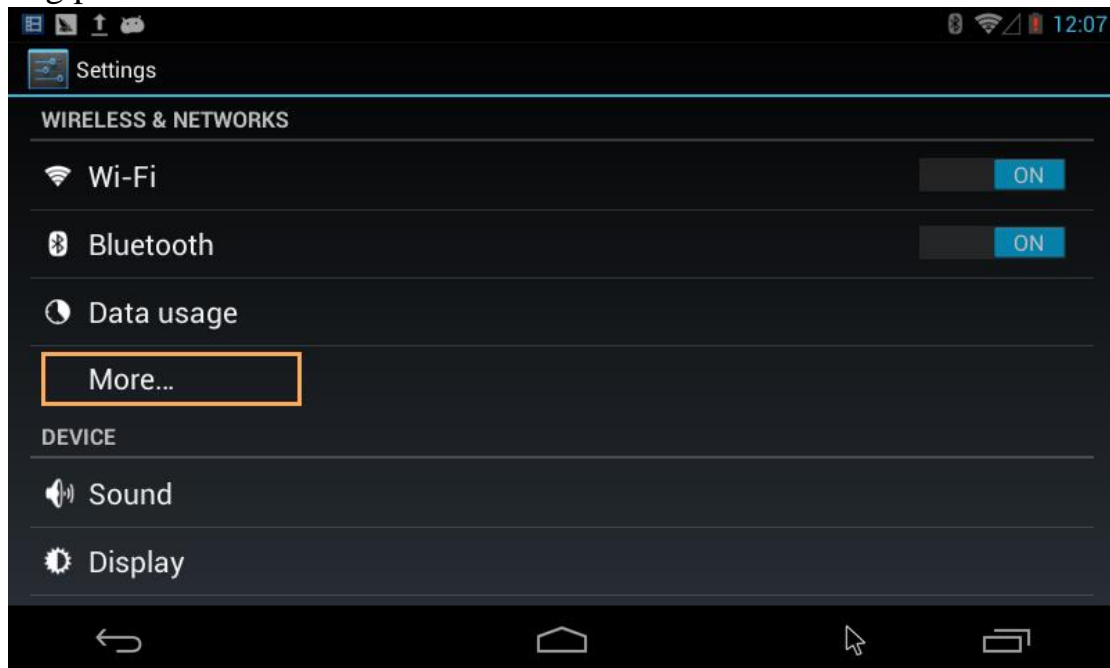 12:07
Settings
WIRELESS & NETWORKS
Wi-Fi ON
Bluetooth ON
Data usage
More...
DEVICE
Sound
Display